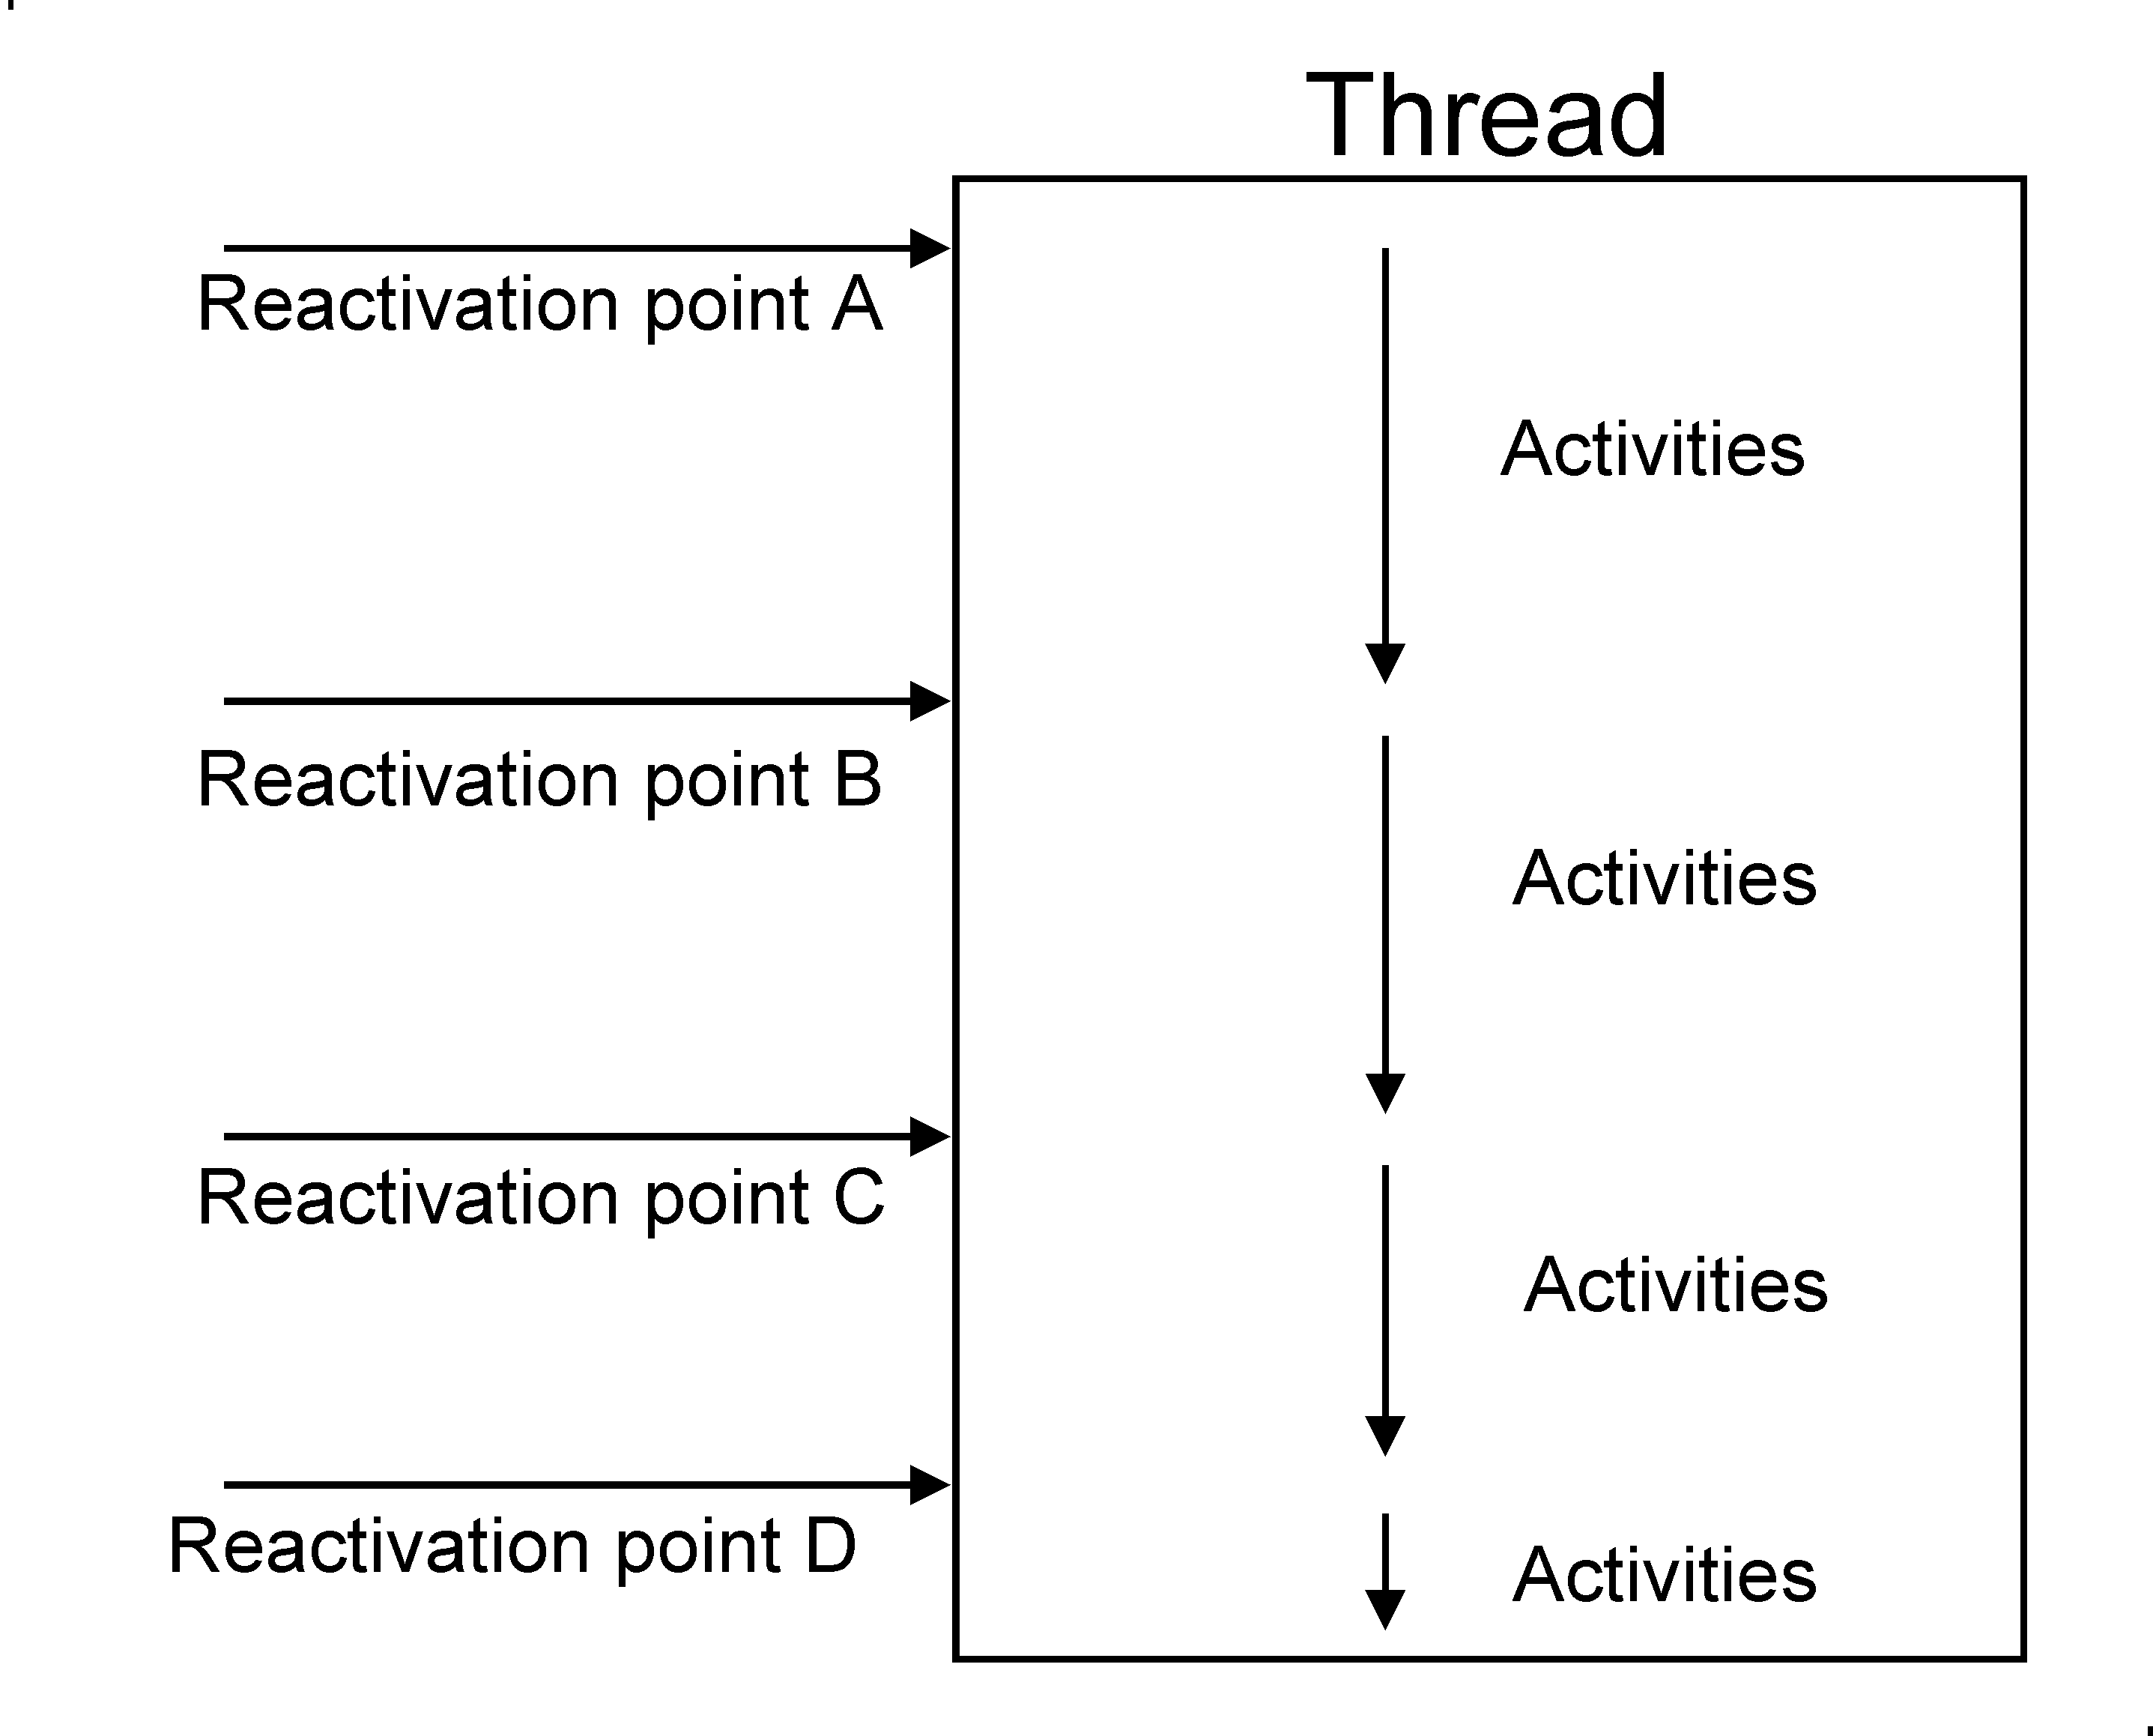 Thread
Reactivation point A
Activities
Reactivation point B
Activities
Reactivation point C
Activities
Reactivation point D
Activities